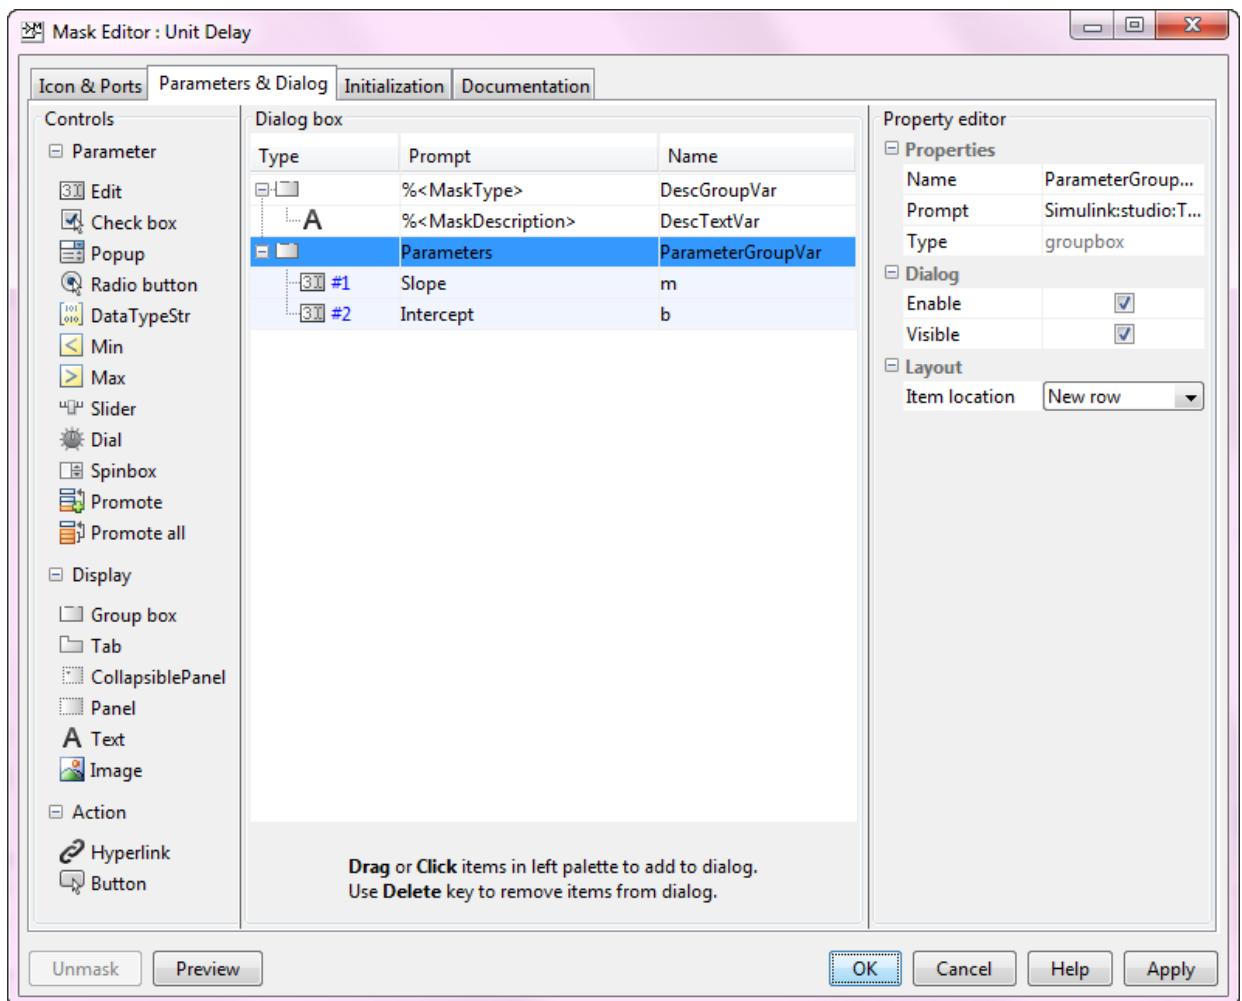 Mask Editor : Unit Delay
Icon & Ports
Parameters & Dialog
Initialization
Documentation
Controls
Parameter
Edit
Check box
Popup
Radio button
DataTypeStr
Min
Max
Slider
Dial
Spinbox
Promote
Promote all
Display
Group box
Tab
CollapsiblePanel
Panel
A Text
Image
Action
Hyperlink
Button
Dialog box
Type Prompt Name
%<MaskType> DescGroupVar
A %<MaskDescription> DescTextVar
Parameters ParameterGroupVar
#1 Slope m
#2 Intercept b
Drag or Click items in left palette to add to dialog.
Use Delete key to remove items from dialog.
Property editor
Properties
Name ParameterGroup...
Prompt Simulink:studio:T...
Type groupbox
Dialog
Enable
Visible
Layout
Item location New row
Unmask
Preview
OK
Cancel
Help
Apply